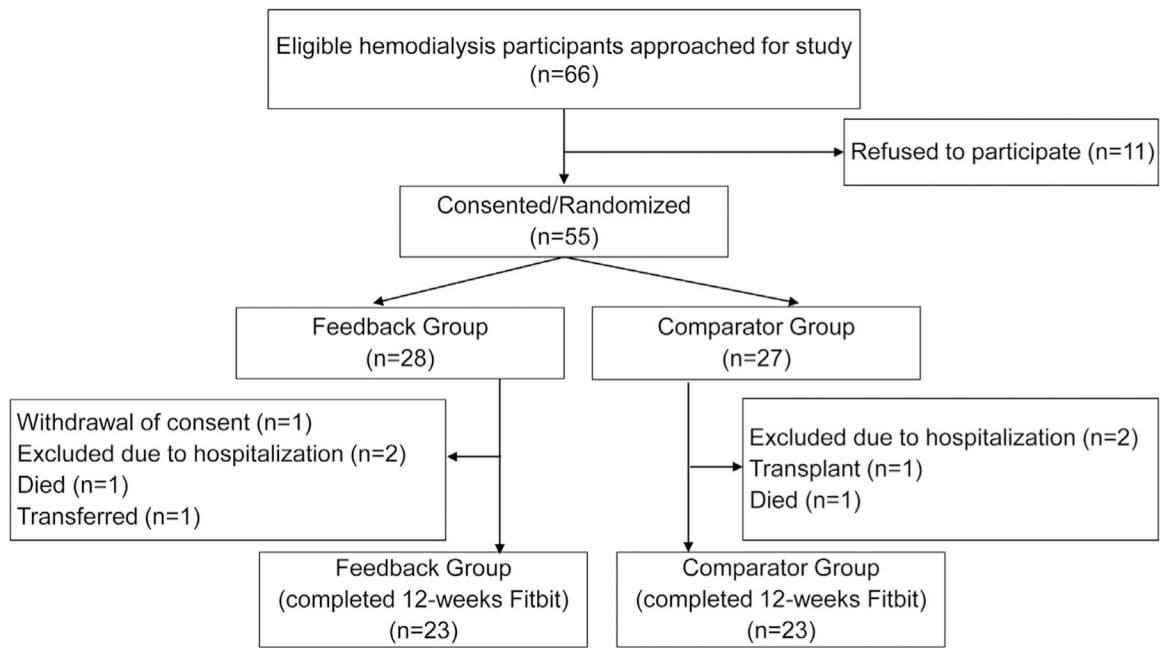 Eligible hemodialysis participants approached for study
(n=66)
Refused to participate (n=11)
Consented/Randomized
(n=55)
Feedback Group
(n=28)
Comparator Group
(n=27)
Withdrawal of consent (n=1)
Excluded due to hospitalization (n=2)
Died (n=1)
Transferred (n=1)
Excluded due to hospitalization (n=2)
Transplant (n=1)
Died (n=1)
Feedback Group
(completed 12-weeks Fitbit)
(n=23)
Comparator Group
(completed 12-weeks Fitbit)
(n=23)